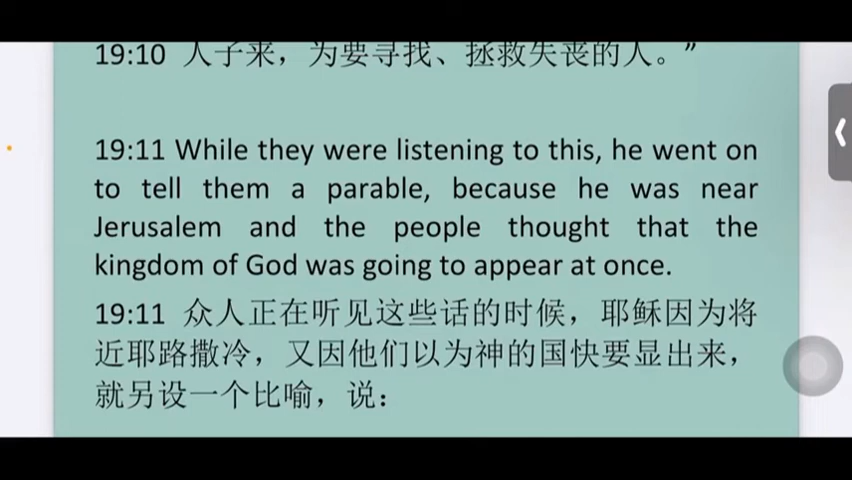 19:10 人子来，为要寻找、拯救失丧的人。”
19:11 While they were listening to this, he went on
to tell them a parable, because he was near
Jerusalem and the people thought that the
kingdom of God was going to appear at once.
19:11 众人正在听见这些话的时候，耶稣因为将
近耶路撒冷，又因他们以为神的国快要显出来，
就另设一个比喻，说：